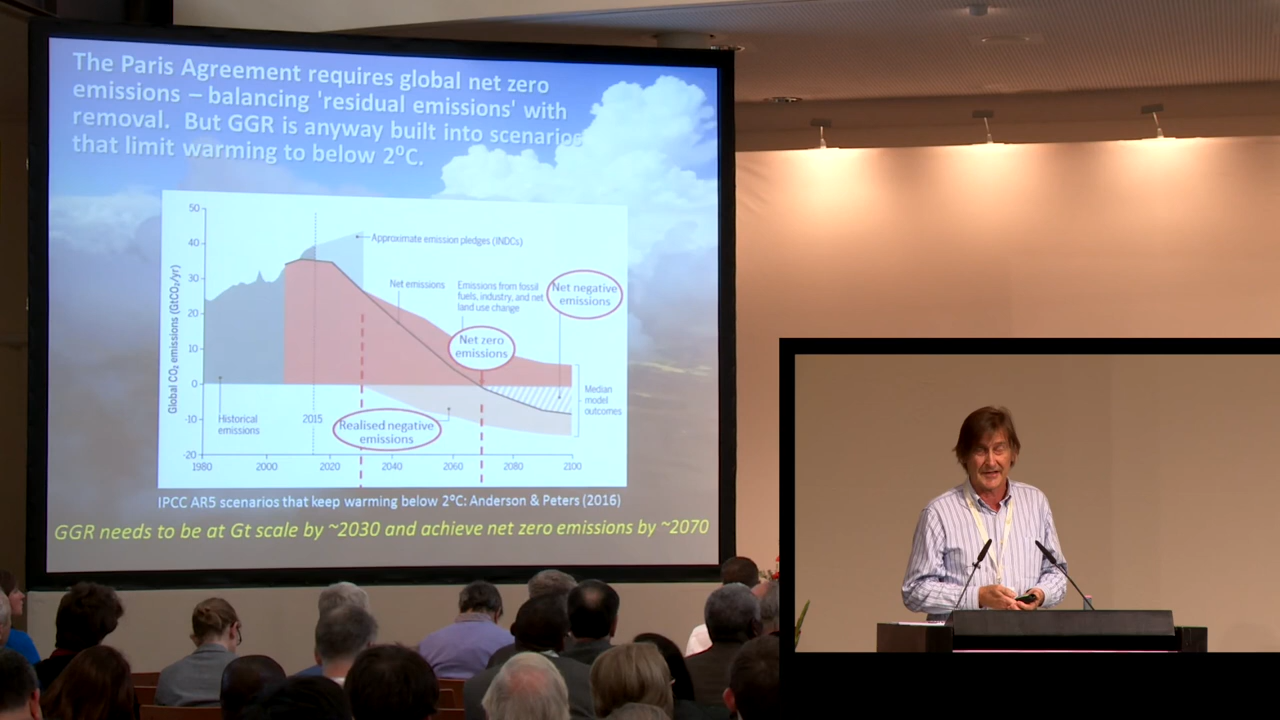 The Paris Agreement requires global net zero
emissions – balancing 'residual emissions' with
removal. But GGR is anyway built into scenarios
that limit warming to below 2ºC.
50
40
30
20
10
0
-10
-20
Global CO₂ emissions (GtCO₂/yr)
Approximate emission pledges (INDCs)
Net emissions
Emissions from fossil
fuels, industry, and net
land use change
Net negative
emissions
Net zero
emissions
Median
model
outcomes
Historical
emissions
2015
Realised negative
emissions
1980
2000
2020
2040
2060
2080
2100
IPCC AR5 scenarios that keep warming below 2ºC: Anderson & Peters (2016)
GGR needs to be at Gt scale by ~2030 and achieve net zero emissions by ~2070